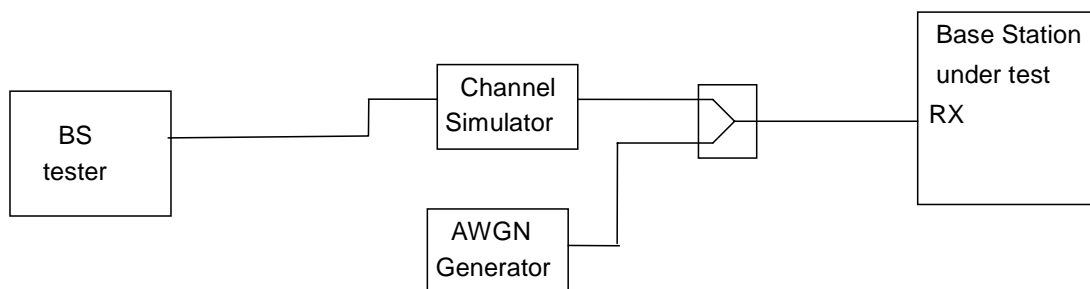 BS
tester
Channel
Simulator
AWGN
Generator
Base Station
under test
RX